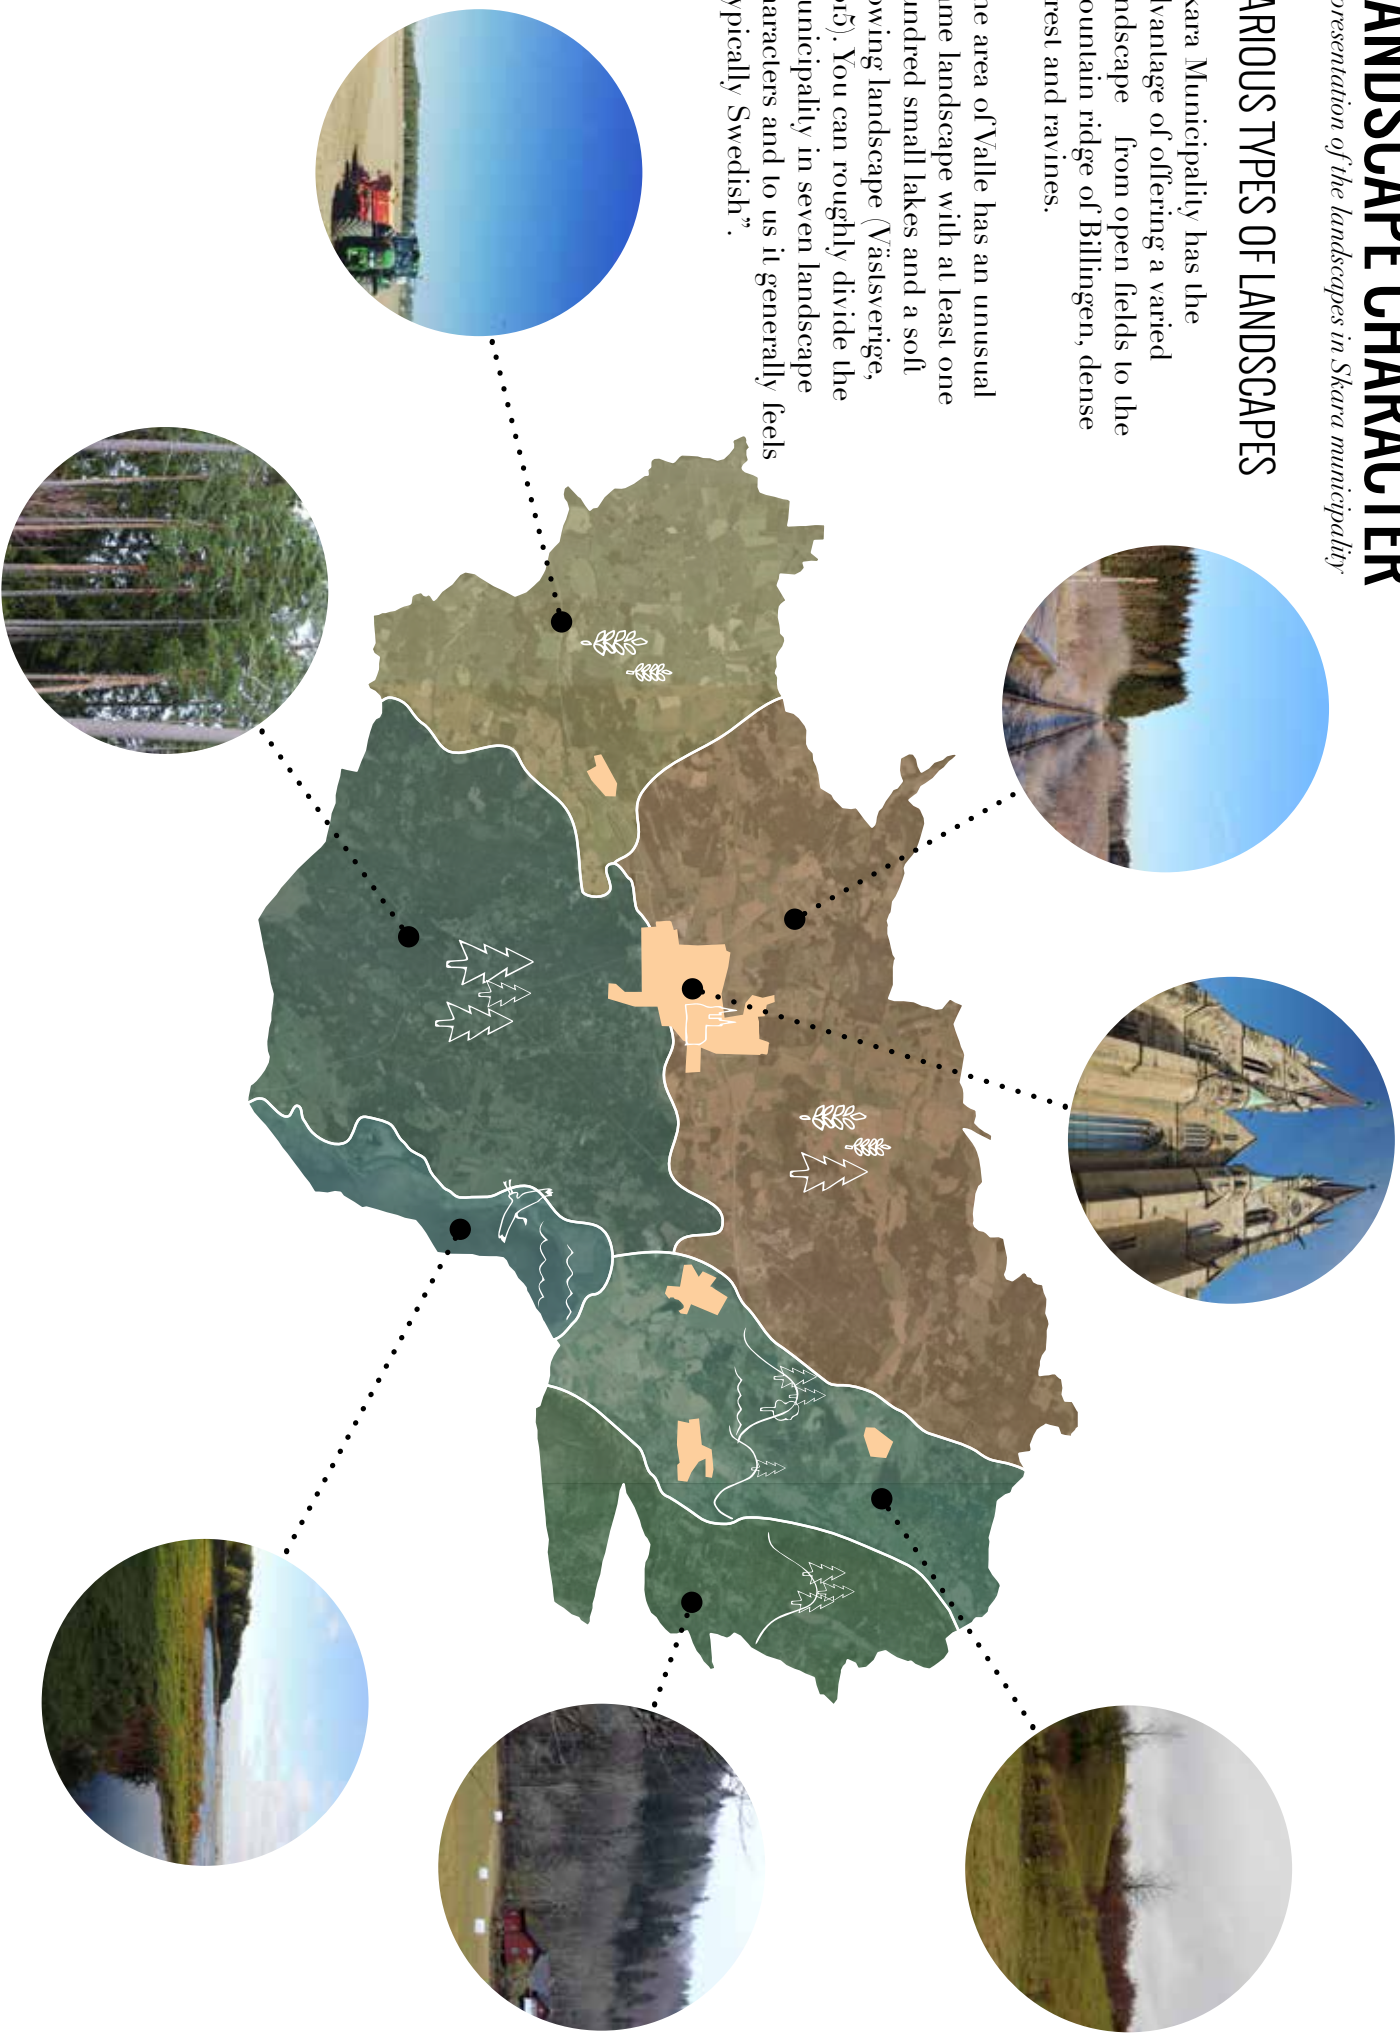 ANDSCAPE CHARACTER
presentation of the landscapes in Skara municipality
ARIOUS TYPES OF LANDSCAPES
kara Municipality has the
lvantage of offering a varied
ndscape from open fields to the
ountain ridge of Billingen, dense
rest and ravines.
ne area of Valle has an unusual
ame landscape with at least one
undred small lakes and a soft
owing landscape (Västsverige,
015). You can roughly divide the
unicipality in seven landscape
haracters and to us it generally feels
ypically Swedish”.